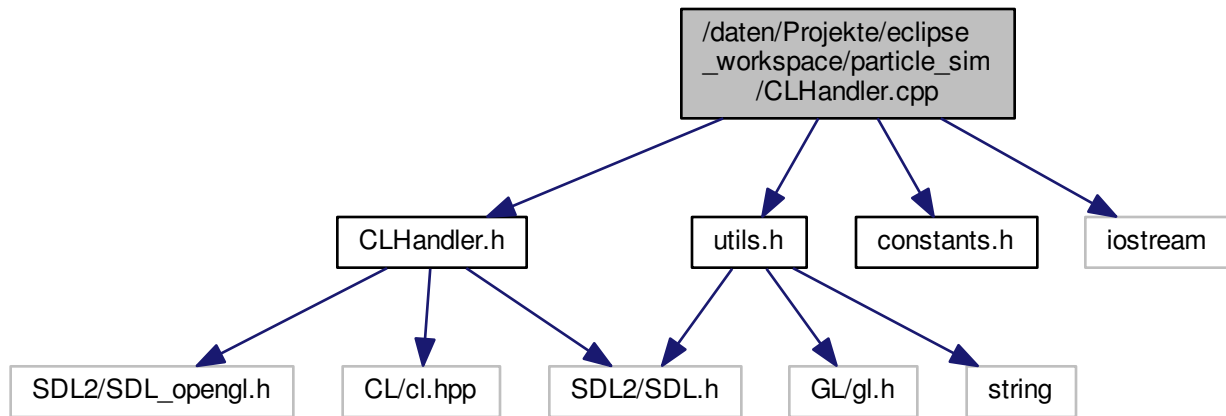 /daten/Projekte/eclipse
_workspace/particle_sim
/CLHandler.cpp
CLHandler.h
utils.h
constants.h
iostream
SDL2/SDL_opengl.h
CL/cl.hpp
SDL2/SDL.h
GL/gl.h
string